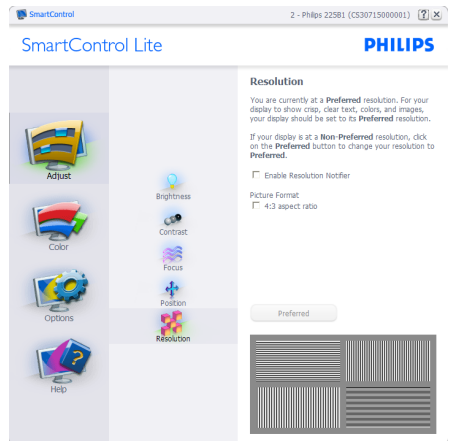 SmartControl
2 - Philips 225B1 (CS30715000001)
?
SmartControl Lite
PHILIPS
Adjust
Color
Options
Help
Brightness
Contrast
Focus
Position
Resolution
Resolution
You are currently at a Preferred resolution. For your
display to show crisp, clear text, colors, and images,
your display should be set to its Preferred resolution.
If your display is at a Non-Preferred resolution, click
on the Preferred button to change your resolution to
Preferred.
Enable Resolution Notifier
Picture Format
4:3 aspect ratio
Preferred